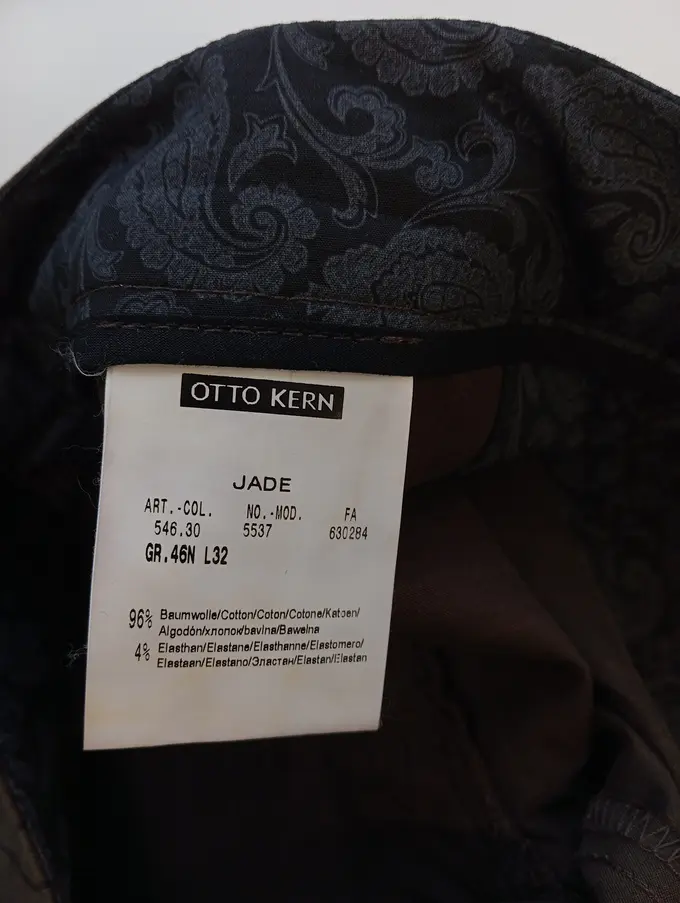 OTTO KERN
JADE
ART.-COL. NO.-MOD. FA
546.30 5537 630284
GR.46N L32
96% Baumwolle/Cotton/Coton/Cotone/Katoen/
Algodón/хлопок/bavlna/Bawełna
4% Elasthan/Elastane/Elasthanne/Elastomero/
Elastaan/Elastano/Эластан/Elastan/Elastan